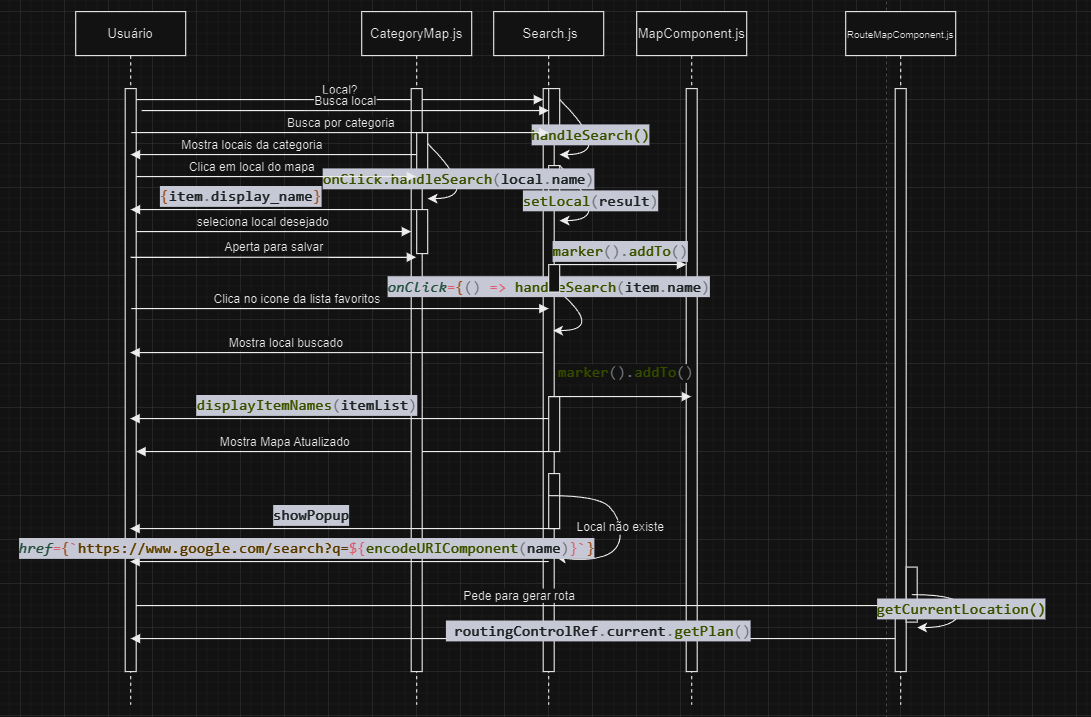 Usuário
CategoryMap.js
Search.js
MapComponent.js
RouteMapComponent.js
Local?
Busca local
Busca por categoria
handleSearch()
Mostra locais da categoria
Clica em local do mapa
onClick.handleSearch(local.name)
{item.display_name}
setLocal(result)
seleciona local desejado
Aperta para salvar
marker().addTo()
onClick={() => handleSearch(item.name)
Clica no icone da lista favoritos
Mostra local buscado
marker().addTo()
displayItemNames(itemList)
Mostra Mapa Atualizado
showPopup
Local não existe
href={`https://www.google.com/search?q=${encodeURIComponent(name)}`}
Pede para gerar rota
getCurrentLocation()
routingControlRef.current.getPlan()